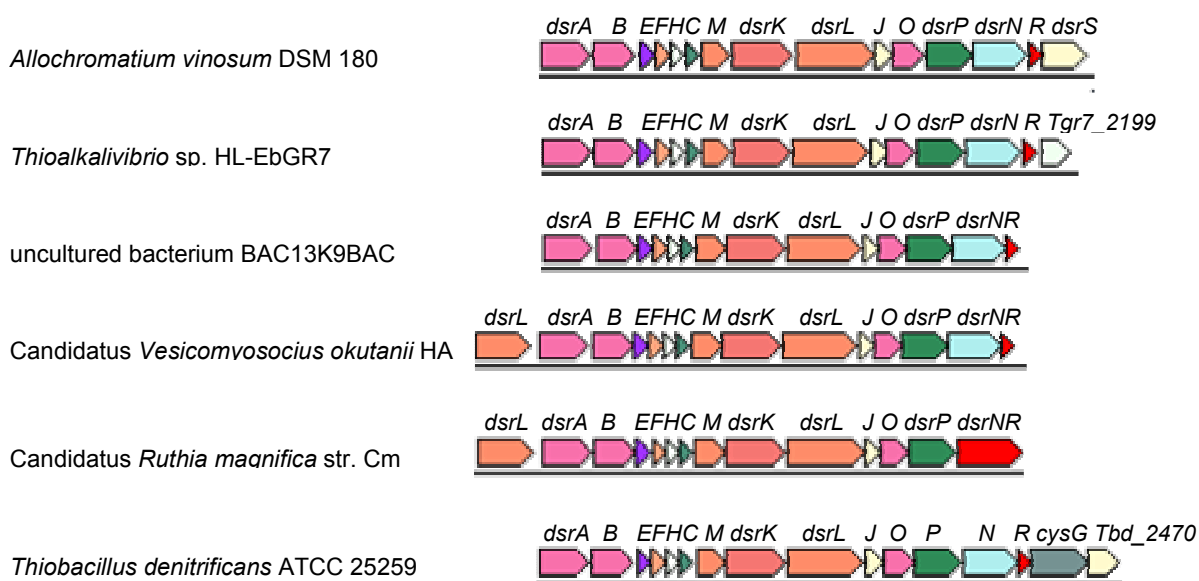 dsrA B EFHC M dsrK dsrL J O dsrP dsrN R dsrS
Allochromatium vinosum DSM 180
dsrA B EFHC M dsrK dsrL J O dsrP dsrN R Tgr7_2199
Thioalkalivibrio sp. HL-EbGR7
dsrA B EFHC M dsrK dsrL J O dsrP dsrNR
uncultured bacterium BAC13K9BAC
dsrL dsrA B EFHC M dsrK dsrL J O dsrP dsrNR
Candidatus Vesicomyosocius okutanii HA
dsrL dsrA B EFHC M dsrK dsrL J O dsrP dsrNR
Candidatus Ruthia magnifica str. Cm
dsrA B EFHC M dsrK dsrL J O P N R cysG Tbd_2470
Thiobacillus denitrificans ATCC 25259